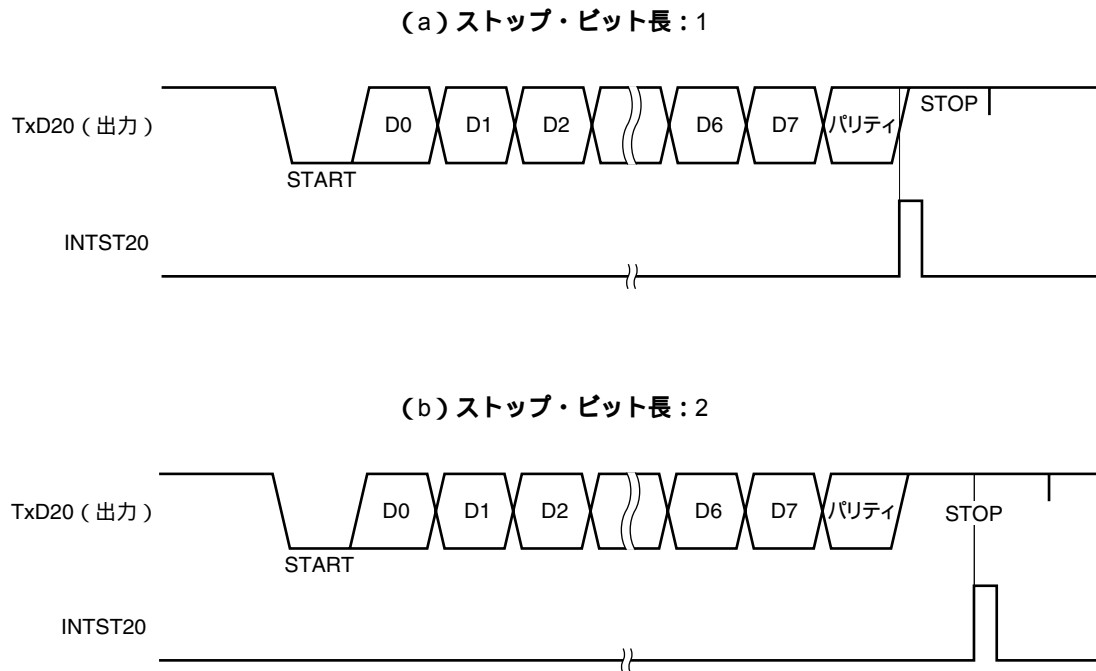 （a）ストップ・ビット長：1
TxD20（出力）
D0
D1
D2
D6
D7
パリティ
STOP
START
INTST20
（b）ストップ・ビット長：2
TxD20（出力）
D0
D1
D2
D6
D7
パリティ
STOP
START
INTST20